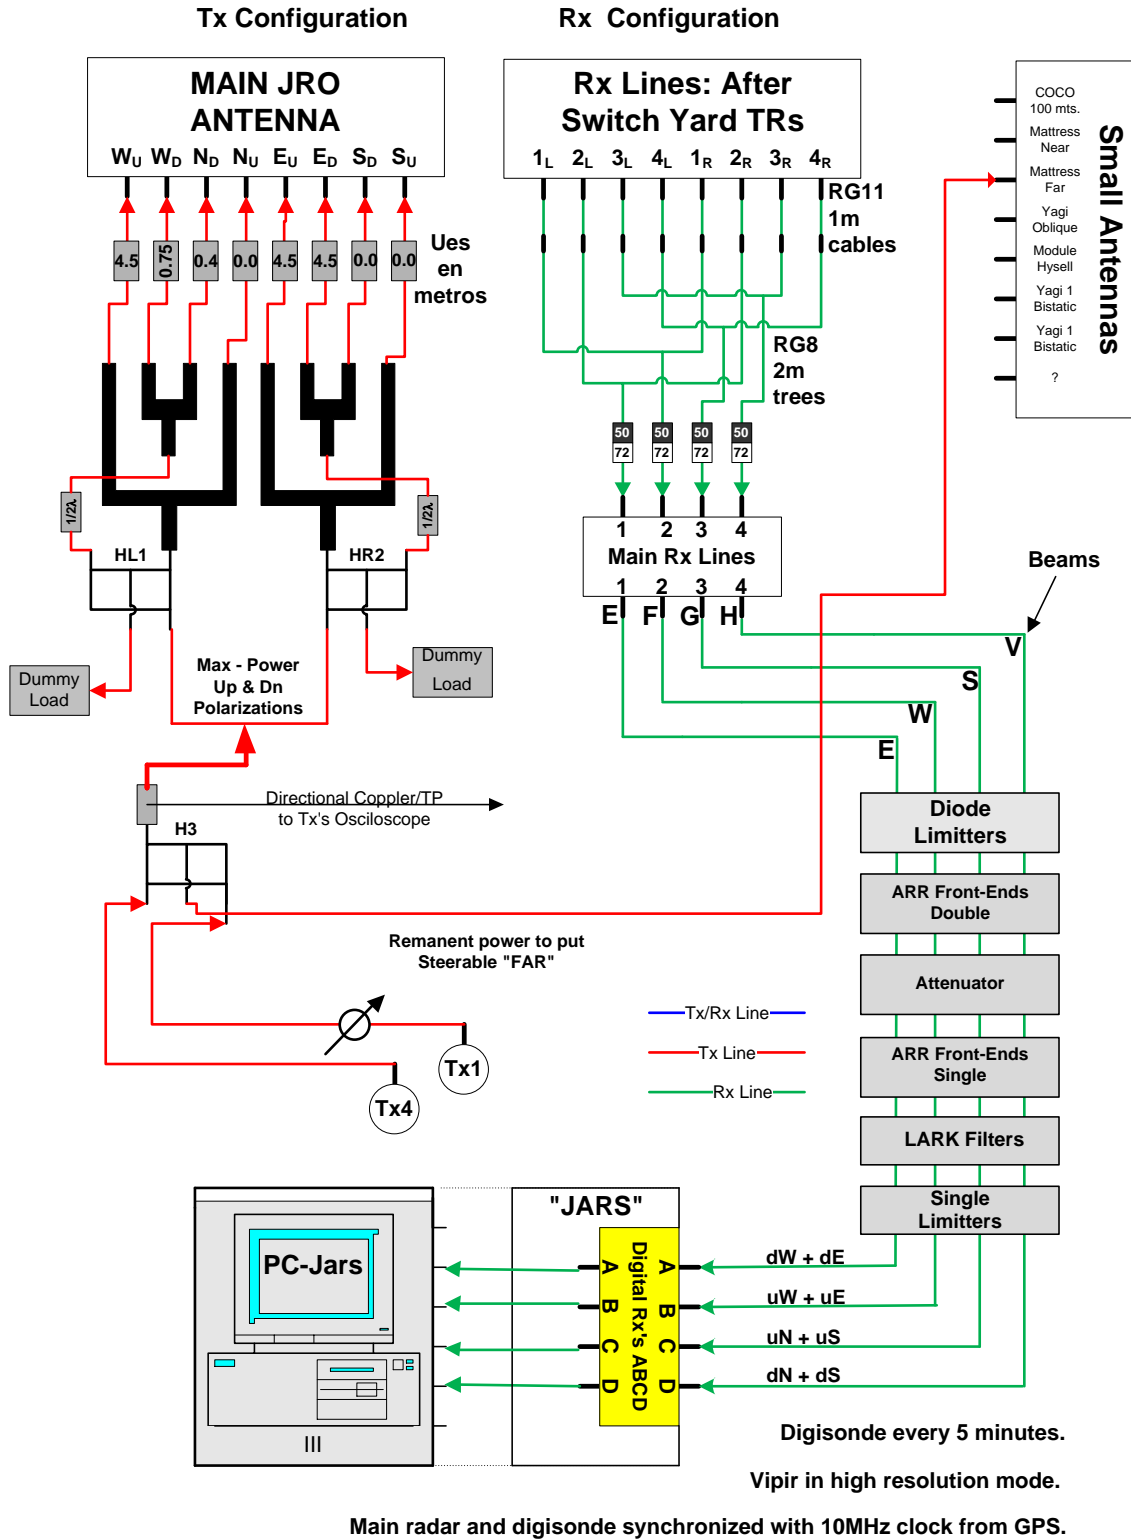 Tx Configuration
Rx  Configuration
MAIN JRO
ANTENNA
WU WD ND NU EU ED SD SU
Rx Lines: After
Switch Yard TRs
1L 2L 3L 4L 1R 2R 3R 4R
RG11
1m
cables
COCO
100 mts.
Mattress
Near
Mattress
Far
Yagi
Oblique
Module
Hysell
Yagi 1
Bistatic
Yagi 1
Bistatic
?
Small Antennas
4.5 0.75 0.4 0.0 4.5 4.5 0.0 0.0
Ues
en
metros
RG8
2m
trees
50 50 50 50
72 72 72 72
1/2λ
1/2λ
HL1
HR2
1 2 3 4
Main Rx Lines
1 2 3 4
E F G H
Beams
V
S
W
E
Dummy
Load
Max - Power
Up & Dn
Polarizations
Dummy
Load
Directional Coppler/TP
to Tx's Osciloscope
H3
Diode
Limitters
ARR Front-Ends
Double
Attenuator
ARR Front-Ends
Single
LARK Filters
Single
Limitters
Remanent power to put
Steerable "FAR"
Tx/Rx Line
Tx Line
Rx Line
Tx1
Tx4
"JARS"
PC-Jars
A
B
C
D
Digital Rx's ABCD
A
B
C
D
dW + dE
uW + uE
uN + uS
dN + dS
Digisonde every 5 minutes.
Vipir in high resolution mode.
Main radar and digisonde synchronized with 10MHz clock from GPS.